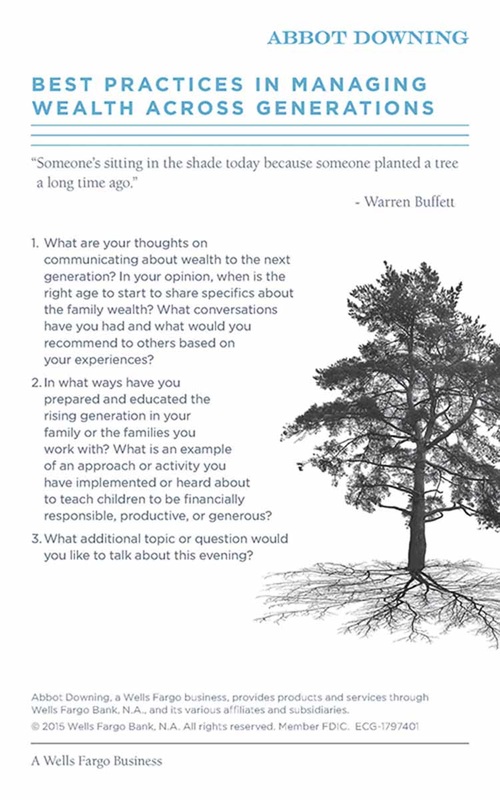 ABBOT DOWNING
BEST PRACTICES IN MANAGING
WEALTH ACROSS GENERATIONS
“Someone’s sitting in the shade today because someone planted a tree
a long time ago.”
- Warren Buffett
1. What are your thoughts on
communicating about wealth to the next
generation? In your opinion, when is the
right age to start to share specifics about
the family wealth? What conversations
have you had and what would you
recommend to others based on
your experiences?
2. In what ways have you
prepared and educated the
rising generation in your
family or the families you
work with? What is an example
of an approach or activity you
have implemented or heard about
to teach children to be financially
responsible, productive, or generous?
3. What additional topic or question would
you like to talk about this evening?
Abbot Downing, a Wells Fargo business, provides products and services through
Wells Fargo Bank, N.A., and its various affiliates and subsidiaries.
© 2015 Wells Fargo Bank, N.A. All rights reserved. Member FDIC. ECG-1797401
A Wells Fargo Business